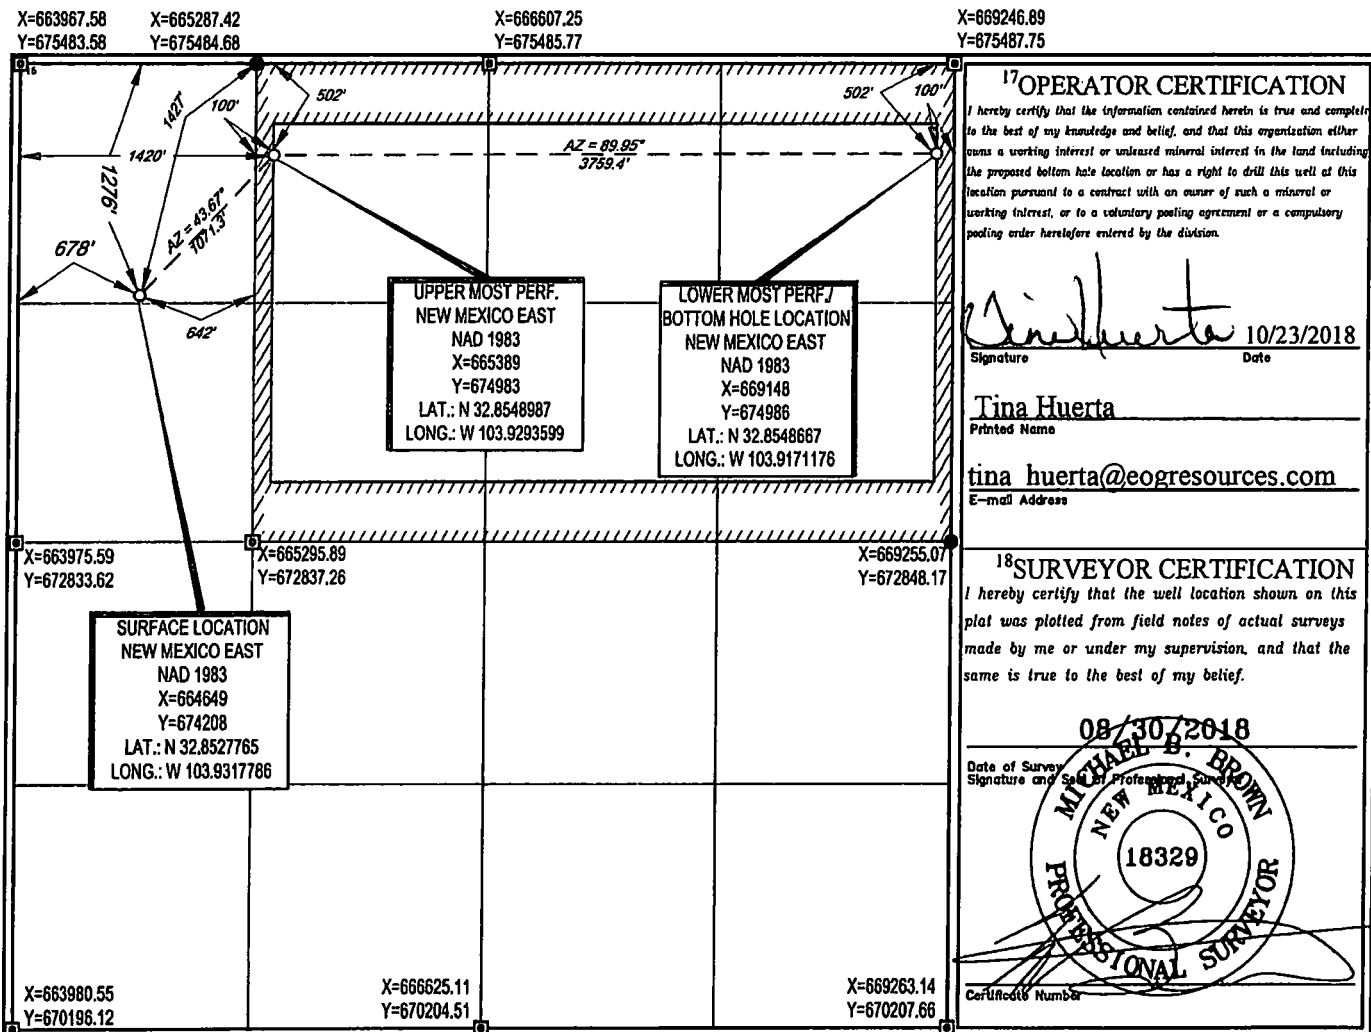 X=663967.58
Y=675483.58
X=665287.42
Y=675484.68
X=666607.25
Y=675485.77
X=669246.89
Y=675487.75
16
1427'
100'
502'
502'
100'
1420'
1276'
AZ = 89.95°
3759.4'
AZ = 43.67°
1071.3'
678'
642'
UPPER MOST PERF.
NEW MEXICO EAST
NAD 1983
X=665389
Y=674983
LAT.: N 32.8548987
LONG.: W 103.9293599
LOWER MOST PERF./
BOTTOM HOLE LOCATION
NEW MEXICO EAST
NAD 1983
X=669148
Y=674986
LAT.: N 32.8548667
LONG.: W 103.9171176
X=663975.59
Y=672833.62
X=665295.89
Y=672837.26
X=669255.07
Y=672848.17
SURFACE LOCATION
NEW MEXICO EAST
NAD 1983
X=664649
Y=674208
LAT.: N 32.8527765
LONG.: W 103.9317786
X=663980.55
Y=670196.12
X=666625.11
Y=670204.51
X=669263.14
Y=670207.66
17 OPERATOR CERTIFICATION
I hereby certify that the information contained herein is true and complete
to the best of my knowledge and belief, and that this organization either
owns a working interest or unleased mineral interest in the land including
the proposed bottom hole location or has a right to drill this well at this
location pursuant to a contract with an owner of such a mineral or
working interest, or to a voluntary pooling agreement or a compulsory
pooling order heretofore entered by the division.
Tina Huerta 10/23/2018
Signature Date
Tina Huerta
Printed Name
tina_huerta@eogresources.com
E-mail Address
18 SURVEYOR CERTIFICATION
I hereby certify that the well location shown on this
plat was plotted from field notes of actual surveys
made by me or under my supervision, and that the
same is true to the best of my belief.
08/30/2018
Date of Survey
Signature and Seal of Professional Surveyor
MICHAEL B. BROWN
NEW MEXICO
18329
PROFESSIONAL SURVEYOR
Certificate Number